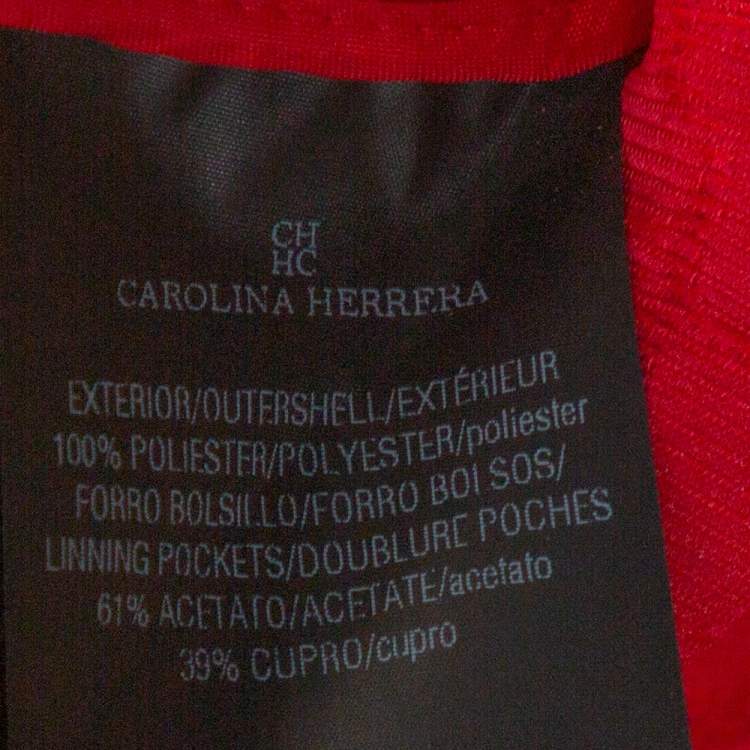 CH
HC
CAROLINA HERRERA
EXTERIOR/OUTERSHELL/EXTÉRIEUR
100% POLIESTER/POLYESTER/poliester
FORRO BOLSILLO/FORRO BOLSOS/
LINNING POCKETS/DOUBLURE POCHES
61% ACETATO/ACETATE/acetato
39% CUPRO/cupro